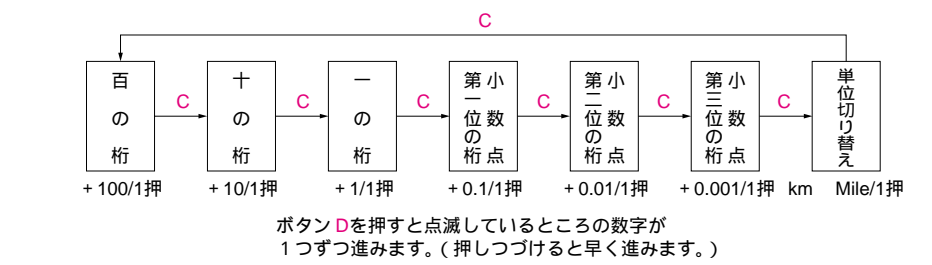 C
百の桁
C
十の桁
C
一の桁
C
小数点
第一位の桁
C
小数点
第二位の桁
C
小数点
第三位の桁
C
単位切り替え
+ 100/1押
+ 10/1押
+ 1/1押
+ 0.1/1押
+ 0.01/1押
+ 0.001/1押
km Mile/1押
ボタン Dを押すと点滅しているところの数字が
１つずつ進みます。( 押しつづけると早く進みます。)